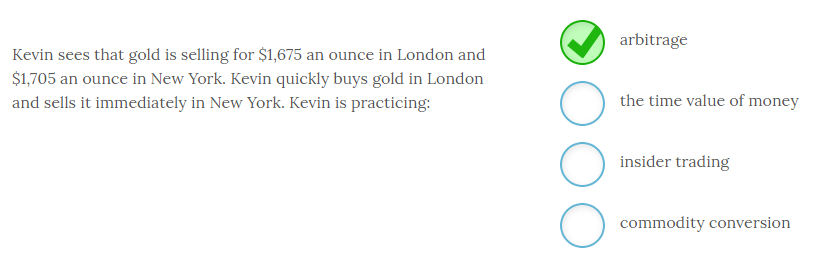 Kevin sees that gold is selling for $1,675 an ounce in London and
$1,705 an ounce in New York. Kevin quickly buys gold in London
and sells it immediately in New York. Kevin is practicing:
arbitrage
the time value of money
insider trading
commodity conversion